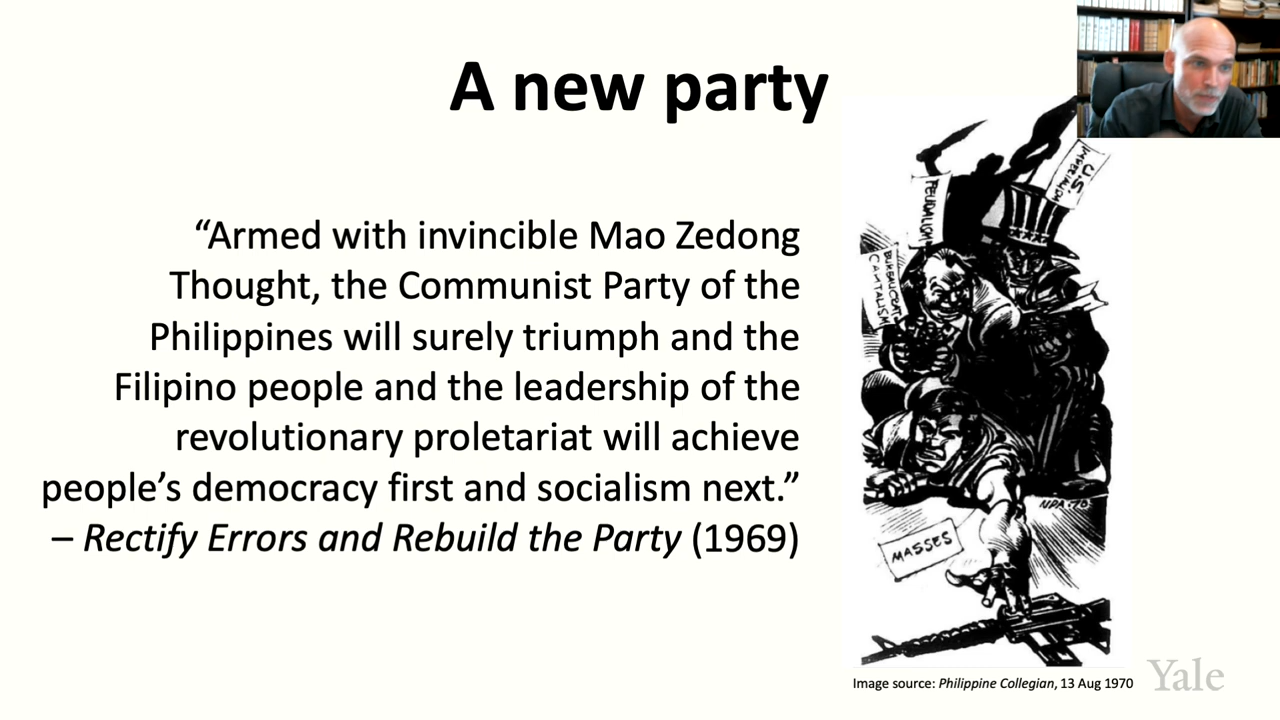 A new party
“Armed with invincible Mao Zedong
Thought, the Communist Party of the
Philippines will surely triumph and the
Filipino people and the leadership of the
revolutionary proletariat will achieve
people’s democracy first and socialism next.”
– Rectify Errors and Rebuild the Party (1969)
U.S.
IMPERIALISM
FEUDALISM
BUREAUCRAT
CAPITALISM
NPA-70
MASSES
Image source: Philippine Collegian, 13 Aug 1970
Yale